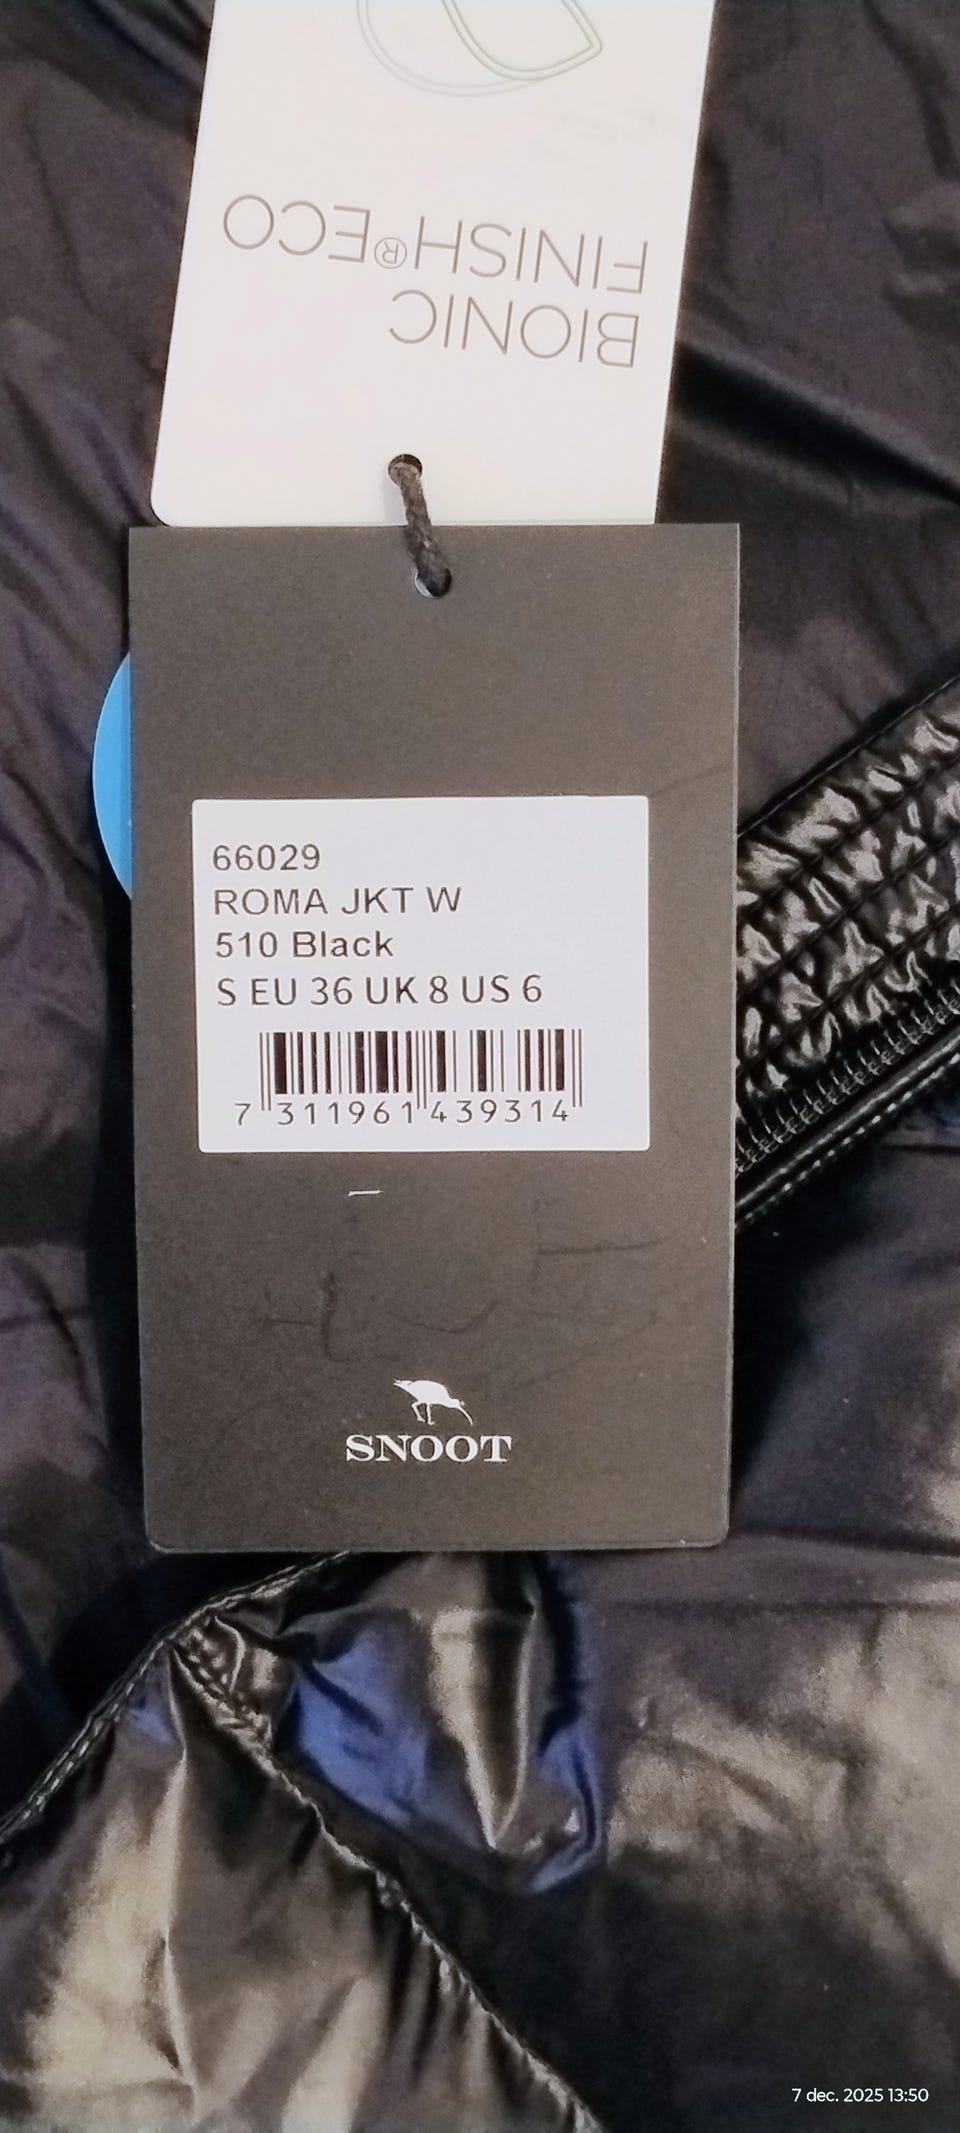 BIONIC
FINISH®ECO
66029
ROMA JKT W
510 Black
S EU 36 UK 8 US 6
7 311961 439314
SNOOT
7 dec. 2025 13:50